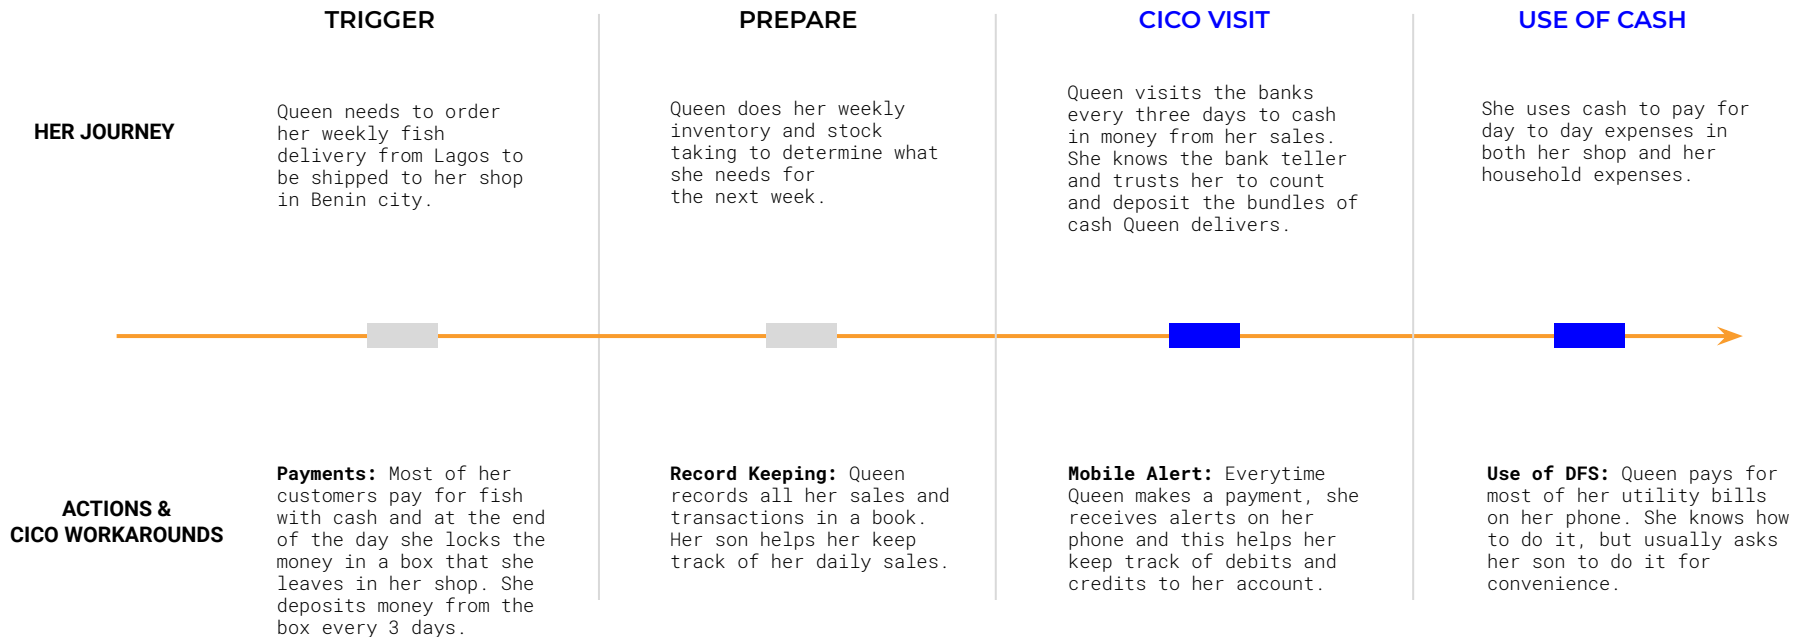 TRIGGER
PREPARE
CICO VISIT
USE OF CASH
HER JOURNEY
Queen needs to order
her weekly fish
delivery from Lagos to
be shipped to her shop
in Benin city.
Queen does her weekly
inventory and stock
taking to determine what
she needs for
the next week.
Queen visits the banks
every three days to cash
in money from her sales.
She knows the bank teller
and trusts her to count
and deposit the bundles of
cash Queen delivers.
She uses cash to pay for
day to day expenses in
both her shop and her
household expenses.
ACTIONS &
CICO WORKAROUNDS
Payments: Most of her
customers pay for fish
with cash and at the end
of the day she locks the
money in a box that she
leaves in her shop. She
deposits money from the
box every 3 days.
Record Keeping: Queen
records all her sales and
transactions in a book.
Her son helps her keep
track of her daily sales.
Mobile Alert: Everytime
Queen makes a payment, she
receives alerts on her
phone and this helps her
keep track of debits and
credits to her account.
Use of DFS: Queen pays for
most of her utility bills
on her phone. She knows how
to do it, but usually asks
her son to do it for
convenience.